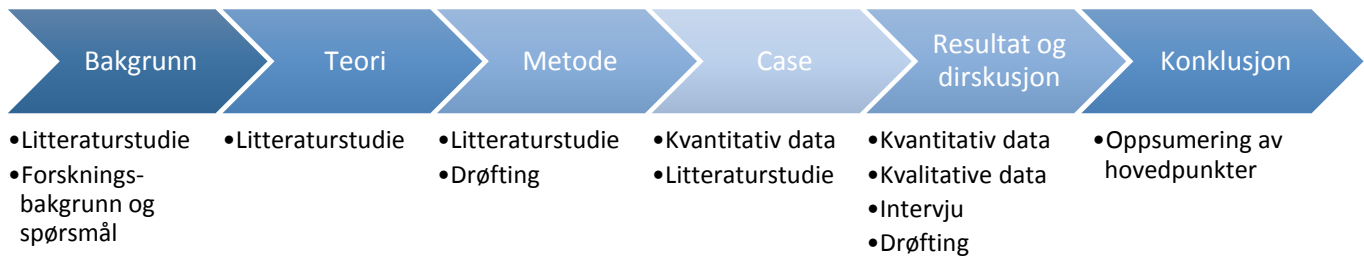 Bakgrunn
•Litteraturstudie
•Forsknings-
bakgrunn og
spørsmål
Teori
•Litteraturstudie
Metode
•Litteraturstudie
•Drøfting
Case
•Kvantitativ data
•Litteraturstudie
Resultat og
dirskusjon
•Kvantitativ data
•Kvalitative data
•Intervju
•Drøfting
Konklusjon
•Oppsumering av
hovedpunkter